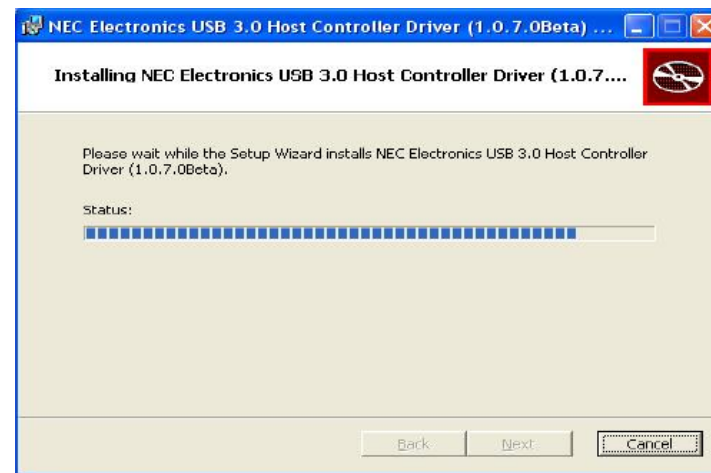 NEC Electronics USB 3.0 Host Controller Driver (1.0.7.0Beta) ...
Installing NEC Electronics USB 3.0 Host Controller Driver (1.0.7....
Please wait while the Setup Wizard installs NEC Electronics USB 3.0 Host Controller
Driver (1.0.7.0Beta).
Status:
Back Next Cancel